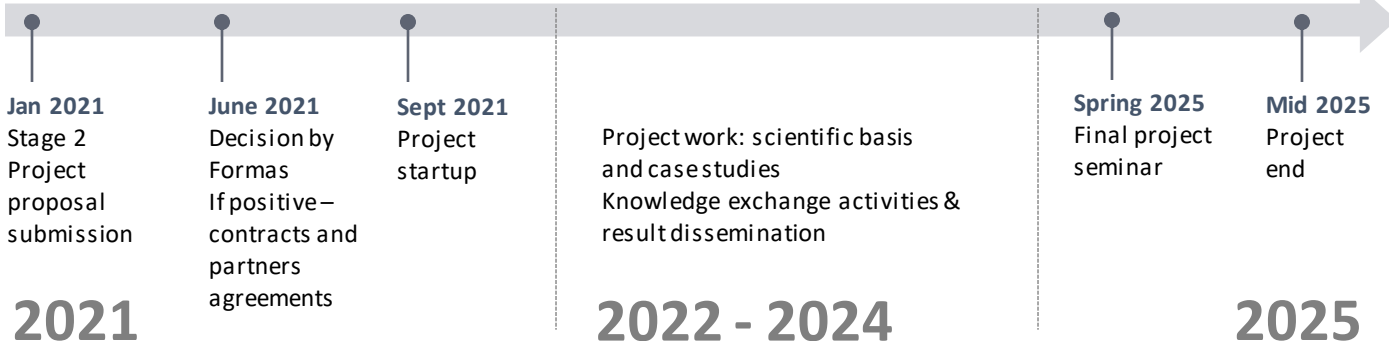 Jan 2021
Stage 2
Project
proposal
submission
June 2021
Decision by
Formas
If positive –
contracts and
partners
agreements
Sept 2021
Project
startup
Project work: scientific basis
and case studies
Knowledge exchange activities &
result dissemination
Spring 2025
Final project
seminar
Mid 2025
Project
end
2021
2022 - 2024
2025